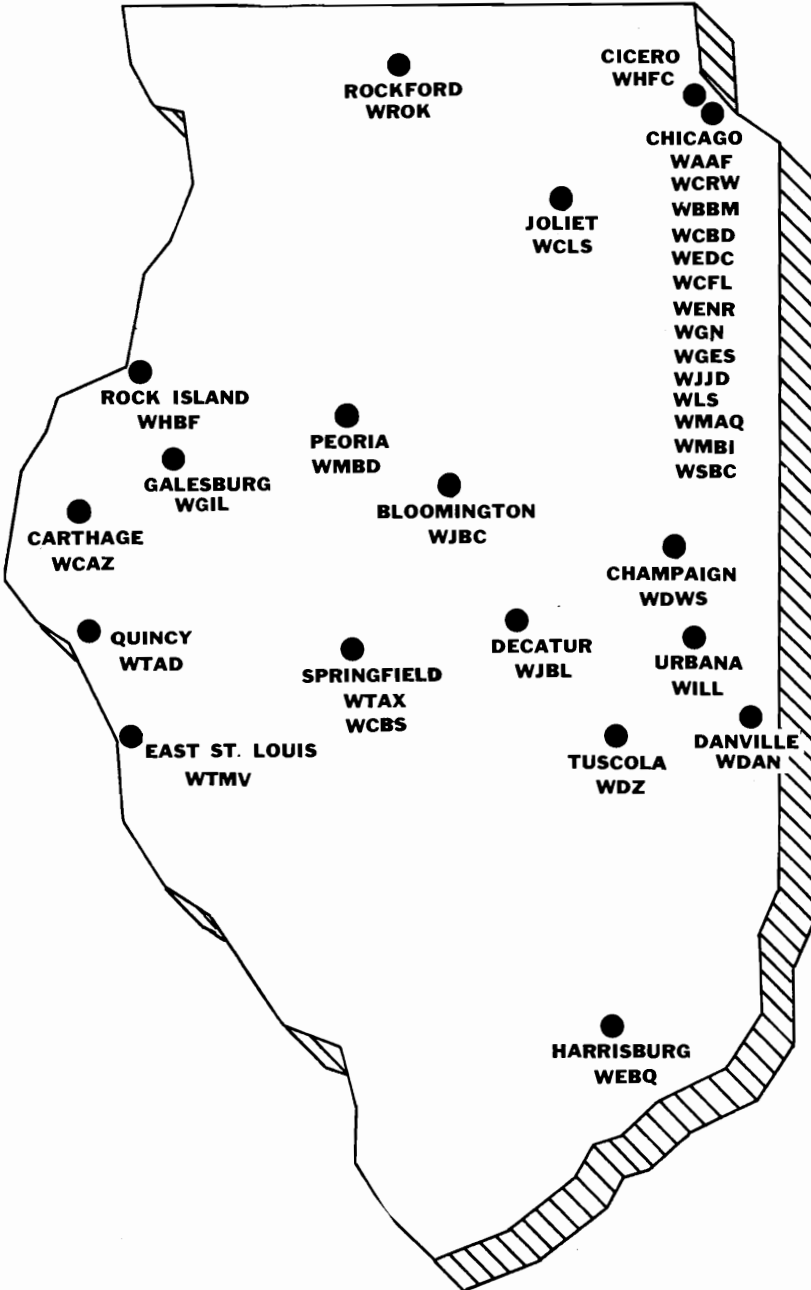 CICERO
WHFC
ROCKFORD
WROK
CHICAGO
WAAF
WCRW
WBBM
WCBD
WEDC
WCFL
WENR
WGN
WGES
WJJD
WLS
WMAQ
WMBI
WSBC
JOLIET
WCLS
ROCK ISLAND
WHBF
PEORIA
WMBD
GALESBURG
WGIL
BLOOMINGTON
WJBC
CARTHAGE
WCAZ
CHAMPAIGN
WDWS
QUINCY
WTAD
DECATUR
WJBL
URBANA
WILL
SPRINGFIELD
WTAX
WCBS
EAST ST. LOUIS
WTMV
TUSCOLA
WDZ
DANVILLE
WDAN
HARRISBURG
WEBQ